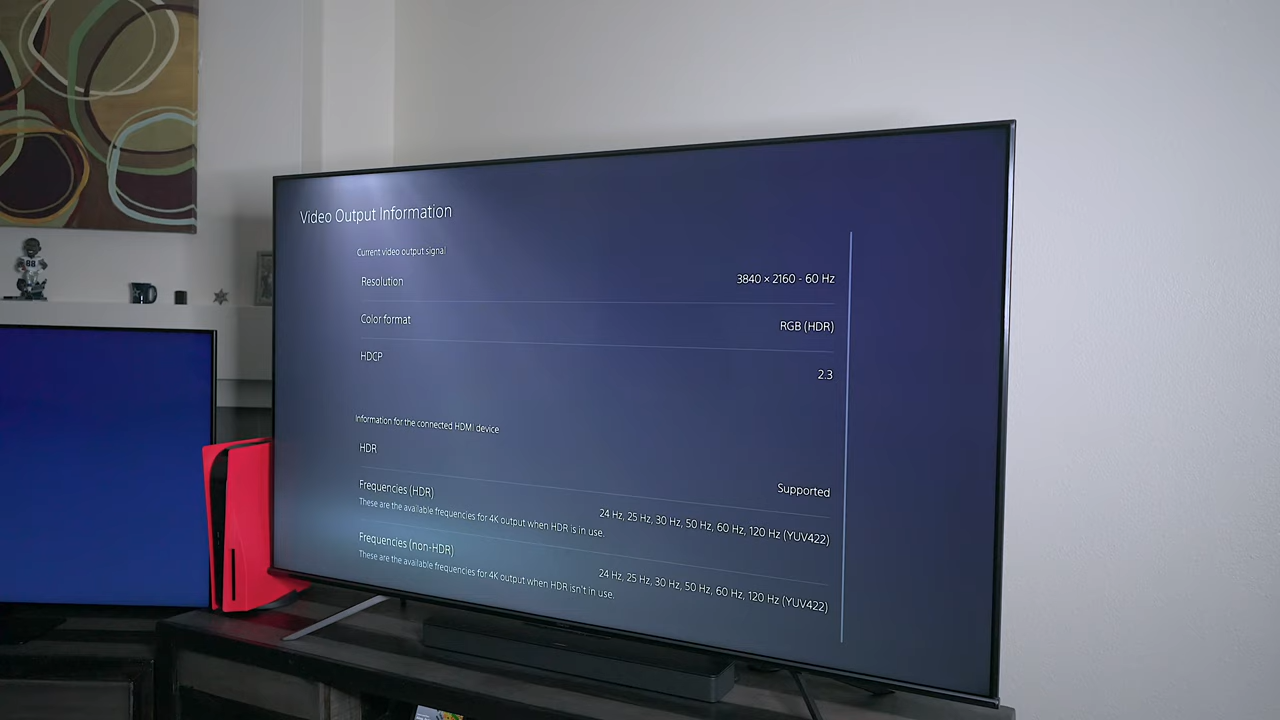 Video Output Information
Current video output signal
Resolution 3840 × 2160 - 60 Hz
Color format RGB (HDR)
HDCP 2.3
Information for the connected HDMI device
HDR Supported
Frequencies (HDR) 24 Hz, 25 Hz, 30 Hz, 50 Hz, 60 Hz, 120 Hz (YUV422)
These are the available frequencies for 4K output when HDR is in use.
Frequencies (non-HDR) 24 Hz, 25 Hz, 30 Hz, 50 Hz, 60 Hz, 120 Hz (YUV422)
These are the available frequencies for 4K output when HDR isn't in use.
88